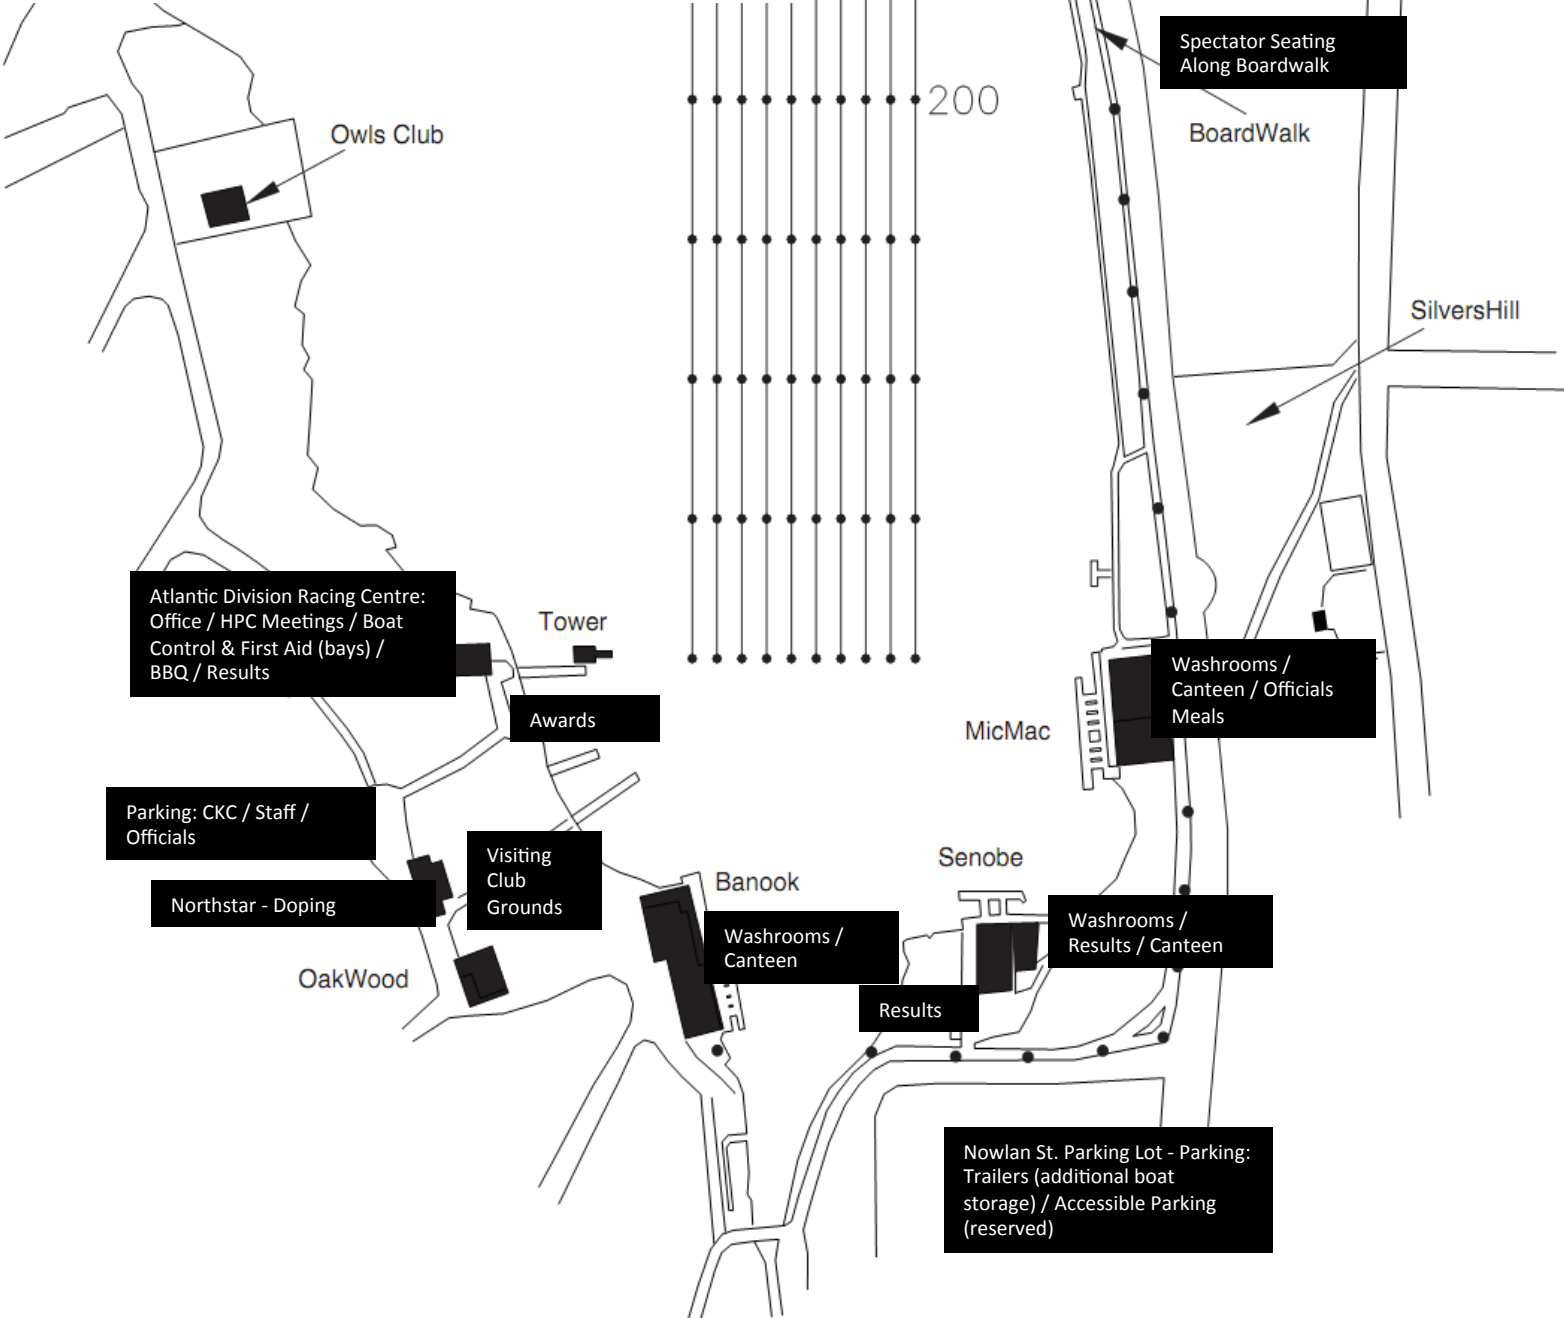 Spectator Seating
Along Boardwalk
200
Owls Club
BoardWalk
SilversHill
Atlantic Division Racing Centre:
Office / HPC Meetings / Boat
Control & First Aid (bays) /
BBQ / Results
Tower
Washrooms /
Canteen / Officials
Meals
Awards
MicMac
Parking: CKC / Staff /
Officials
Visiting
Club
Grounds
Senobe
Banook
Northstar - Doping
Washrooms /
Results / Canteen
Washrooms /
Canteen
OakWood
Results
Nowlan St. Parking Lot - Parking:
Trailers (additional boat
storage) / Accessible Parking
(reserved)